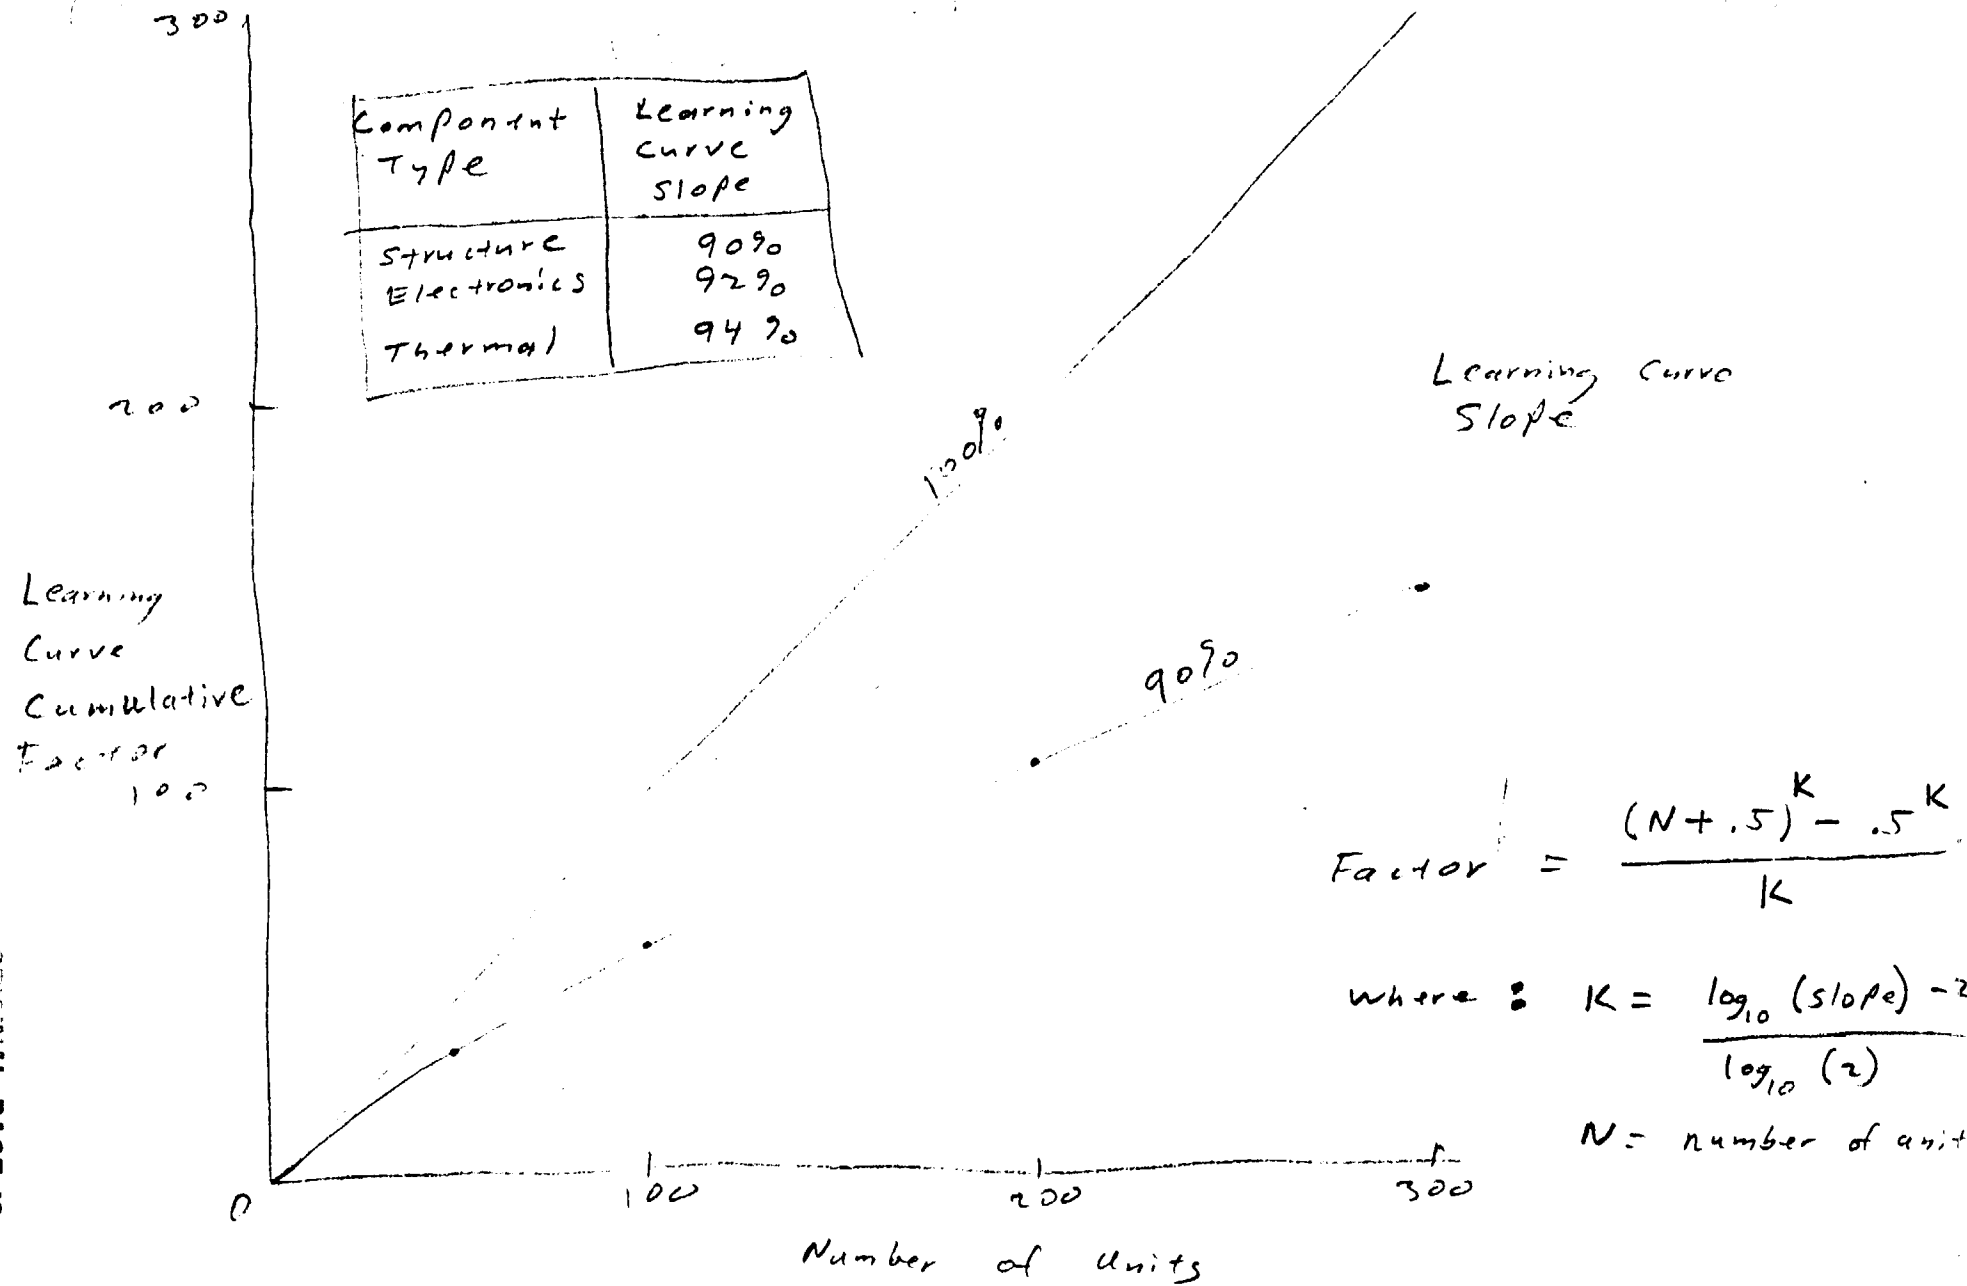 300
Component Learning
Type Curve
Slope
Structure 90%
Electronics 92%
Thermal 94%
200
100%
Learning Curve
Slope
Learning
Curve
Cumulative
Factor
100
90%
Factor = (N+.5)^K - .5^K
K
where : K = log10 (slope) -2
log10 (2)
N = number of unit
0 100 200 300
Number of Units